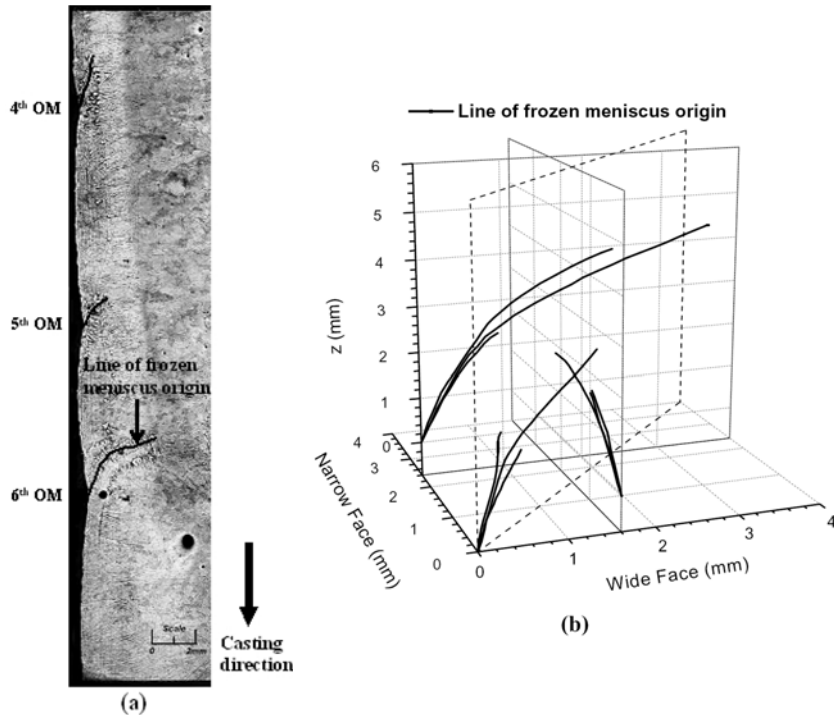 4th OM
5th OM
Line of frozen
meniscus origin
6th OM
Scale
0 2mm
Casting
direction
(a)
Line of frozen meniscus origin
6
5
4
3
2
1
0
z (mm)
4
3
2
1
0
Narrow Face (mm)
0
1
2
3
4
Wide Face (mm)
(b)